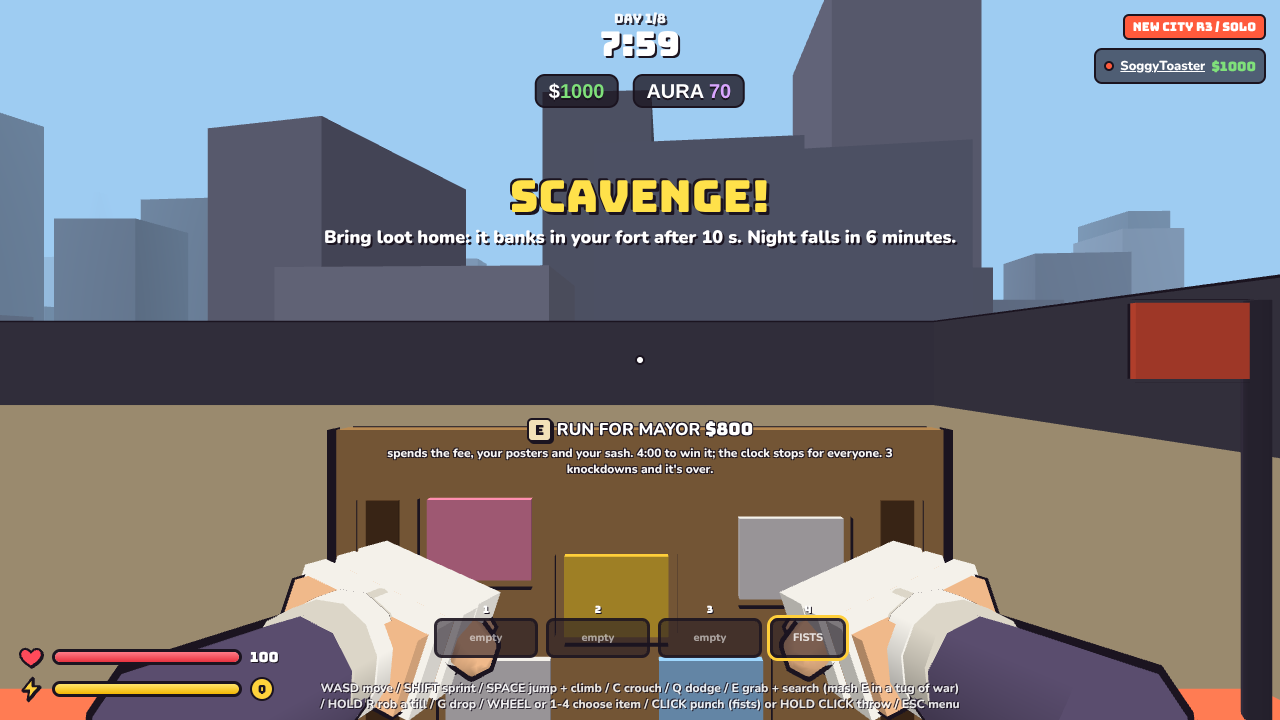 DAY 1/8
7:59
NEW CITY R3 / SOLO
SoggyToaster $1000
$1000
AURA 70
SCAVENGE!
Bring loot home: it banks in your fort after 10 s. Night falls in 6 minutes.
E RUN FOR MAYOR $800
spends the fee, your posters and your sash. 4:00 to win it; the clock stops for everyone. 3
knockdowns and it's over.
1 2 3 4
empty empty empty FISTS
100
0
WASD move / SHIFT sprint / SPACE jump + climb / C crouch / Q dodge / E grab + search (mash E in a tug of war)
/ HOLD R rob a till / G drop / WHEEL or 1-4 choose item / CLICK punch (fists) or HOLD CLICK throw / ESC menu